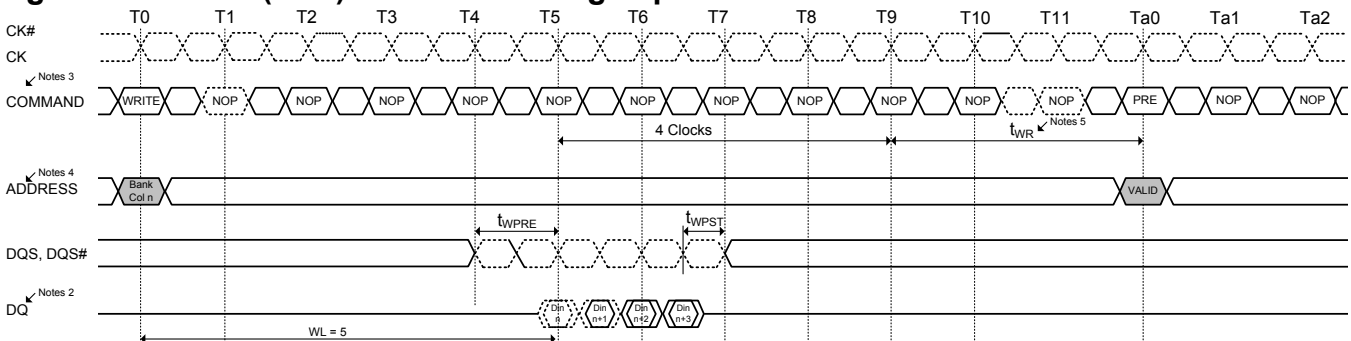 T0 T1 T2 T3 T4 T5 T6 T7 T8 T9 T10 T11 Ta0 Ta1 Ta2
CK#
CK
Notes 3
COMMAND WRITE NOP NOP NOP NOP NOP NOP NOP NOP NOP NOP NOP PRE NOP NOP
4 Clocks tWR Notes 5
Notes 4
ADDRESS
Bank
Col n
VALID
tWPRE tWPST
DQS, DQS#
Notes 2
DQ
Din
n
Din
n+1
Din
n+2
Din
n+3
WL = 5